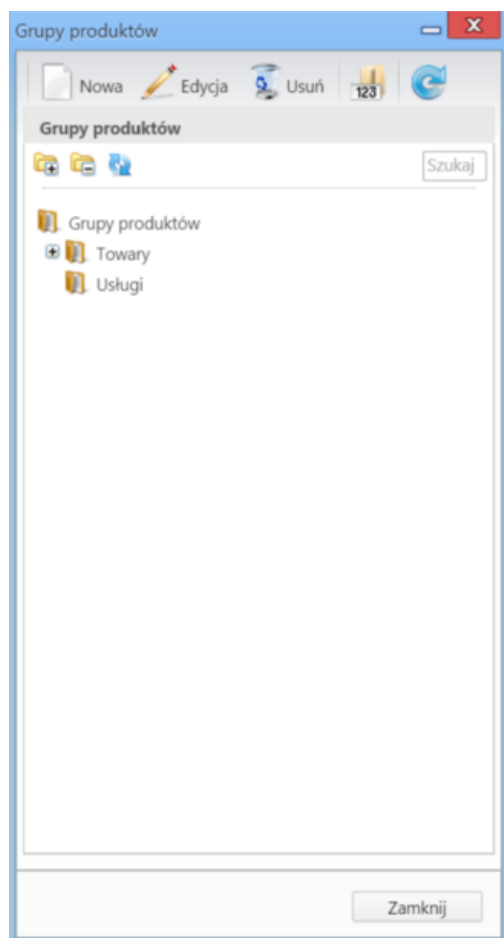 Grupy produktów
Nowa Edycja Usuń 123
Grupy produktów
Szukaj
Grupy produktów
Towary
Usługi
Zamknij